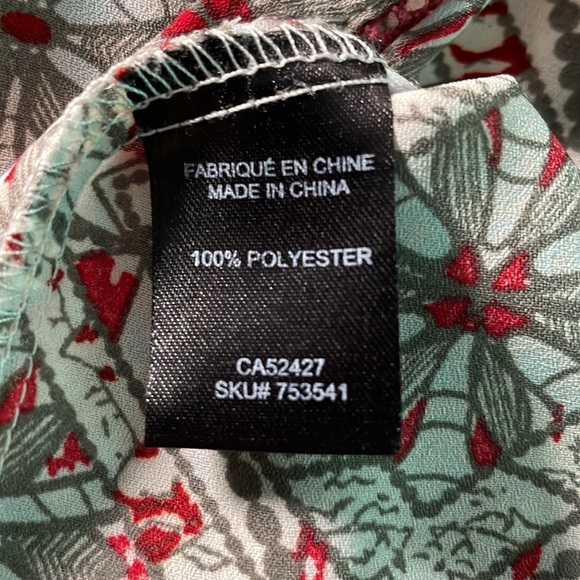 FABRIQUÉ EN CHINE
MADE IN CHINA
100% POLYESTER
CA52427
SKU# 753541